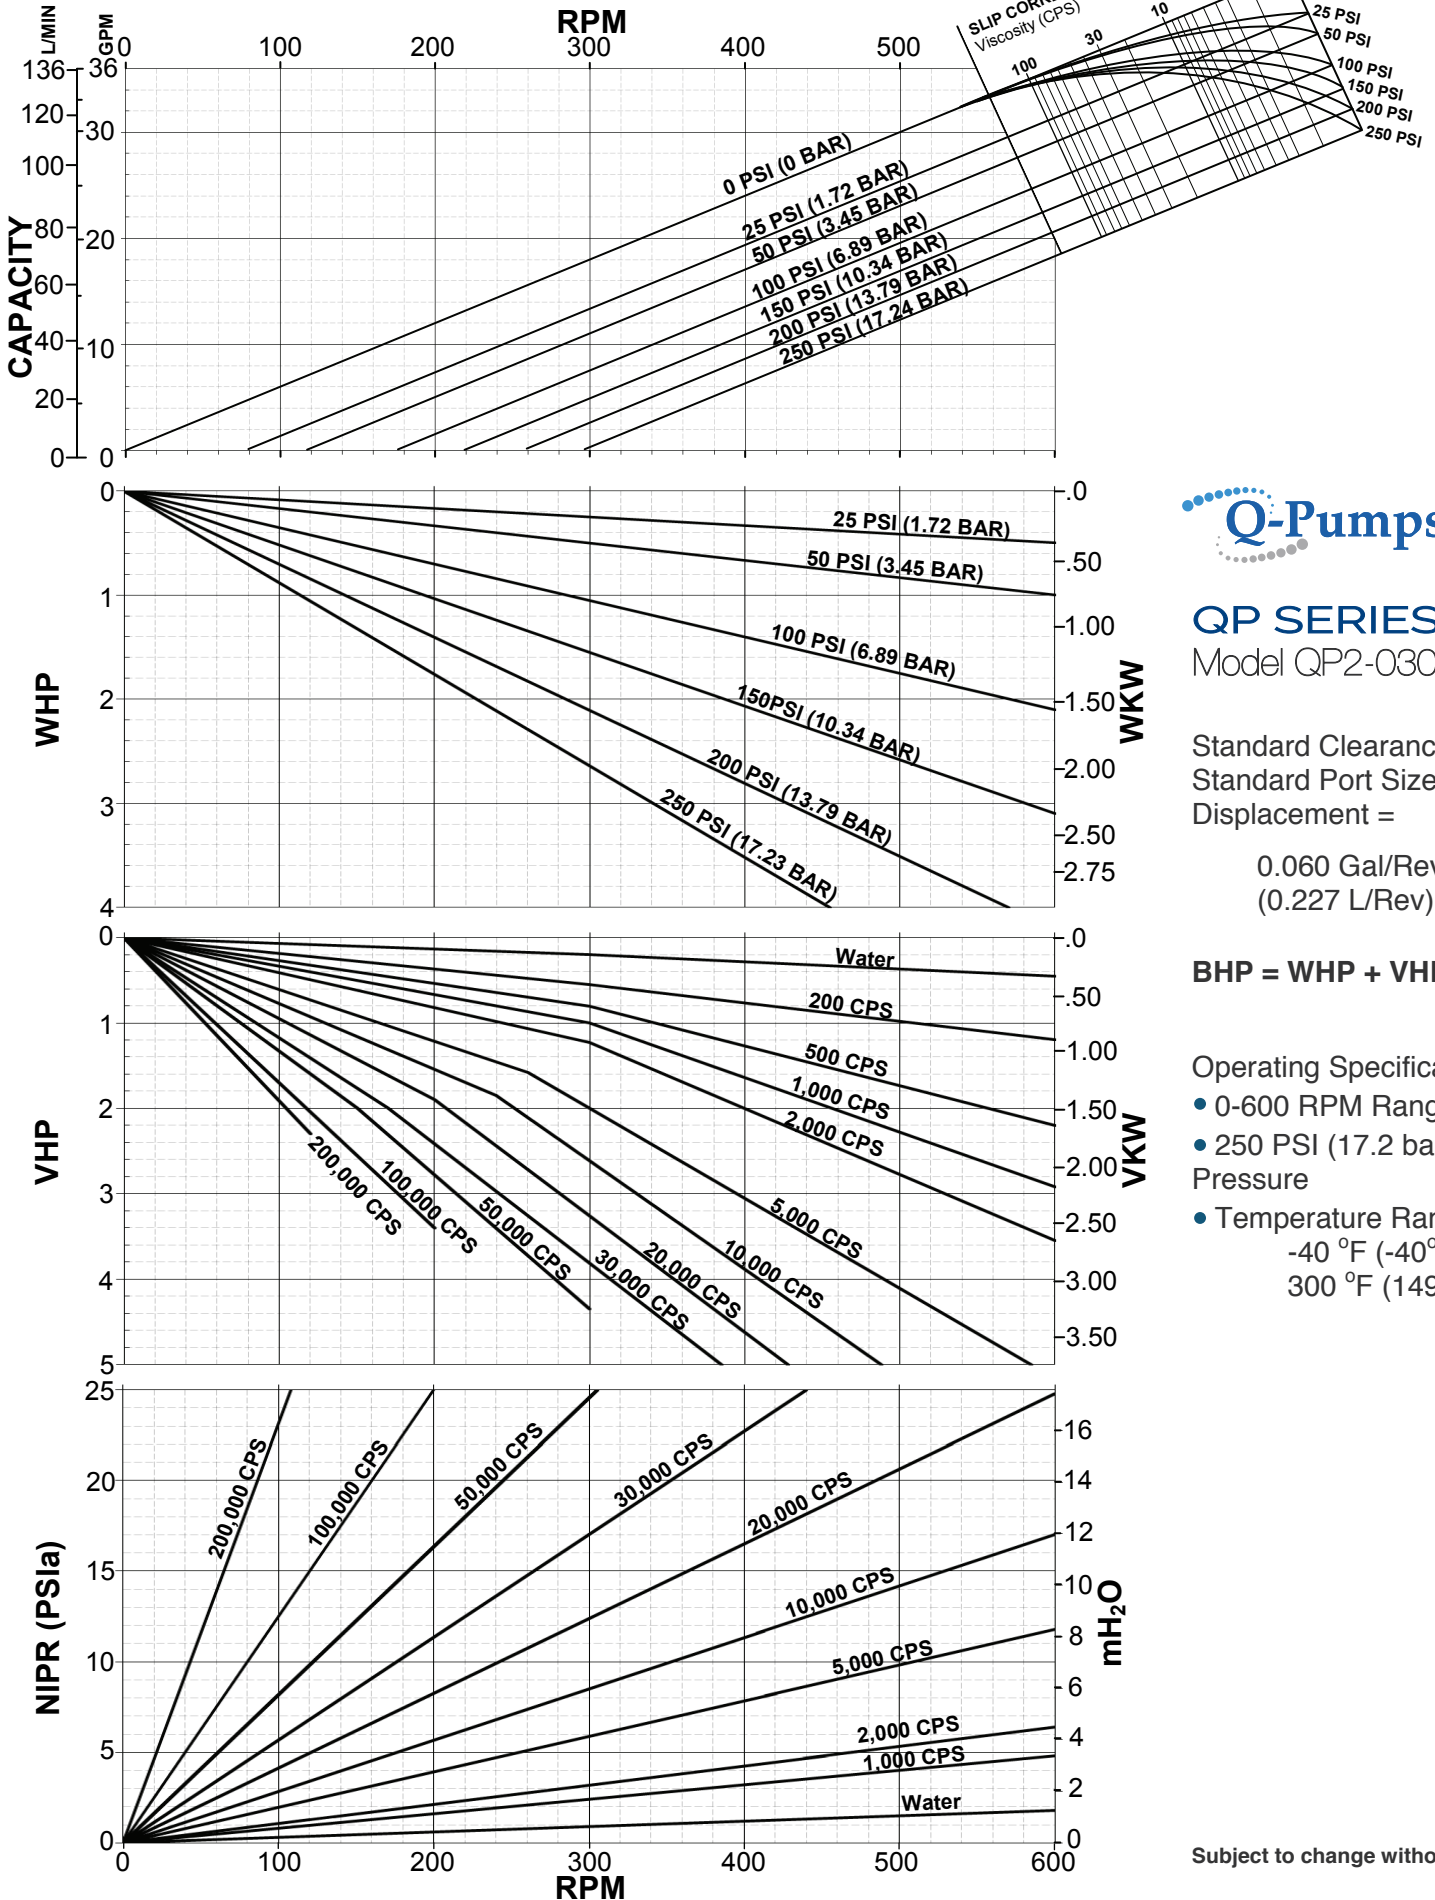 L/MIN
GPM
RPM
0 100 200 300 400 500
136 36
120
30
100
80
20
60
40
10
20
0 0
CAPACITY
SLIP
Viscosity (CPS)
100 30 10
25 PSI
50 PSI
100 PSI
150 PSI
200 PSI
250 PSI
0 PSI (0 BAR)
25 PSI (1.72 BAR)
50 PSI (3.45 BAR)
100 PSI (6.89 BAR)
150 PSI (10.34 BAR)
200 PSI (13.79 BAR)
250 PSI (17.24 BAR)
WHP
0
1
2
3
4
25 PSI (1.72 BAR)
50 PSI (3.45 BAR)
100 PSI (6.89 BAR)
150PSI (10.34 BAR)
200 PSI (13.79 BAR)
250 PSI (17.23 BAR)
.0
.50
1.00
1.50
2.00
2.50
2.75
WKW
VHP
0
1
2
3
4
5
Water
200 CPS
500 CPS
1,000 CPS
2,000 CPS
5,000 CPS
10,000 CPS
20,000 CPS
30,000 CPS
50,000 CPS
100,000 CPS
200,000 CPS
.0
.50
1.00
1.50
2.00
2.50
3.00
3.50
VKW
NIPR (PSIa)
25
20
15
10
5
0
200,000 CPS
100,000 CPS
50,000 CPS
30,000 CPS
20,000 CPS
10,000 CPS
5,000 CPS
2,000 CPS
1,000 CPS
Water
16
14
12
10
8
6
4
2
0
mH₂O
0 100 200 300 400 500 600
RPM
Q-Pumps
QP SERIES
Model QP2-030
Standard
Standard Port Size
Displacement =
0.060 Gal/Rev
(0.227 L/Rev)
BHP = WHP +
Operating
0-600 RPM
250 PSI (17.2
Pressure
Temperature
-40 °F (-40°
300 °F (149
Subject to change